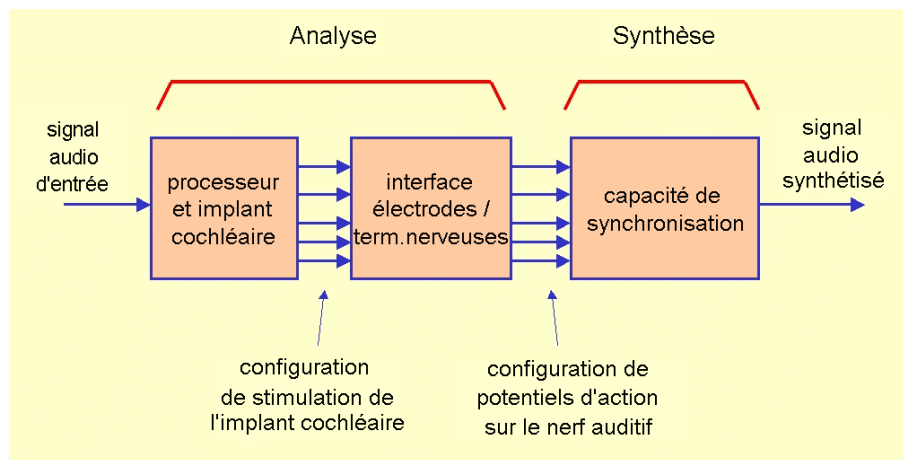 Analyse
Synthèse
signal
audio
d'entrée
processeur
et implant
cochléaire
interface
électrodes /
term.nerveuses
capacité de
synchronisation
signal
audio
synthétisé
configuration
de stimulation de
l'implant cochléaire
configuration de
potentiels d'action
sur le nerf auditif